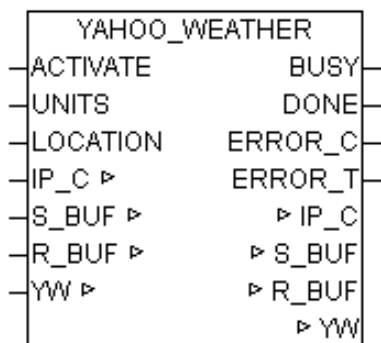 YAHOO_WEATHER
ACTIVATE BUSY
UNITS DONE
LOCATION ERROR_C
IP_C ▷ ERROR_T
S_BUF ▷ ▷ IP_C
R_BUF ▷ ▷ S_BUF
YW ▷ ▷ R_BUF
▷ YW